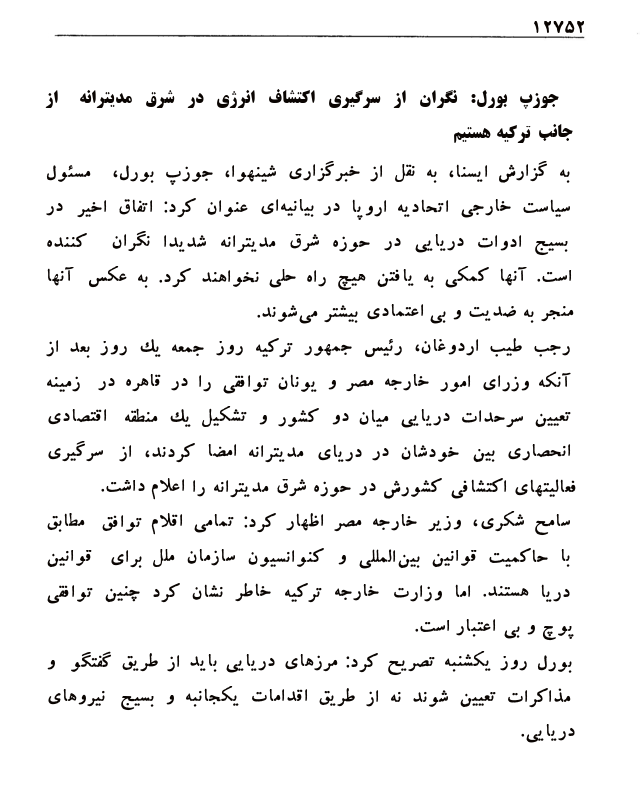 ۱۲۷۵۲
جوزپ بورل: نگران از سرگیری اکتشاف انرژی در شرق مدیترانه از
جانب ترکیه هستیم
به گزارش ایسنا، به نقل از خبرگزاری شینهوا، جوزپ بورل، مسئول
سیاست خارجی اتحادیه اروپا در بیانیه‌ای عنوان کرد: اتفاق اخیر در
بسیج ادوات دریایی در حوزه شرق مدیترانه شدیدا نگران کننده
است. آنها کمکی به یافتن هیچ راه حلی نخواهند کرد. به عکس آنها
منجر به ضدیت و بی اعتمادی بیشتر می‌شوند.
رجب طیب اردوغان، رئیس جمهور ترکیه روز جمعه یك روز بعد از
آنکه وزرای امور خارجه مصر و یونان توافقی را در قاهره در زمینه
تعیین سرحدات دریایی میان دو کشور و تشکیل یك منطقه اقتصادی
انحصاری بین خودشان در دریای مدیترانه امضا کردند، از سرگیری
فعالیتهای اکتشافی کشورش در حوزه شرق مدیترانه را اعلام داشت.
سامح شکری، وزیر خارجه مصر اظهار کرد: تمامی اقلام توافق مطابق
با حاکمیت قوانین بین‌المللی و کنوانسیون سازمان ملل برای قوانین
دریا هستند. اما وزارت خارجه ترکیه خاطر نشان کرد چنین توافقی
پوچ و بی اعتبار است.
بورل روز یکشنبه تصریح کرد: مرزهای دریایی باید از طریق گفتگو و
مذاکرات تعیین شوند نه از طریق اقدامات یکجانبه و بسیج نیروهای
دریایی.